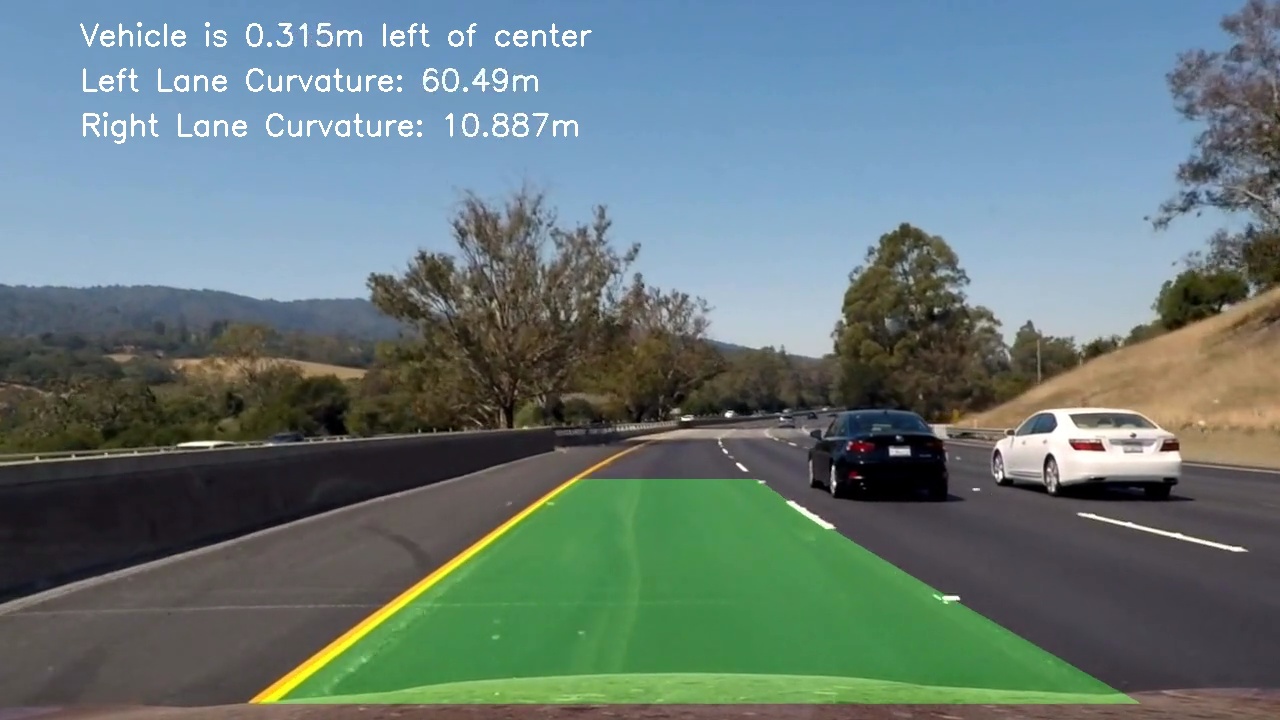 Vehicle is 0.315m left of center
Left Lane Curvature: 60.49m
Right Lane Curvature: 10.887m